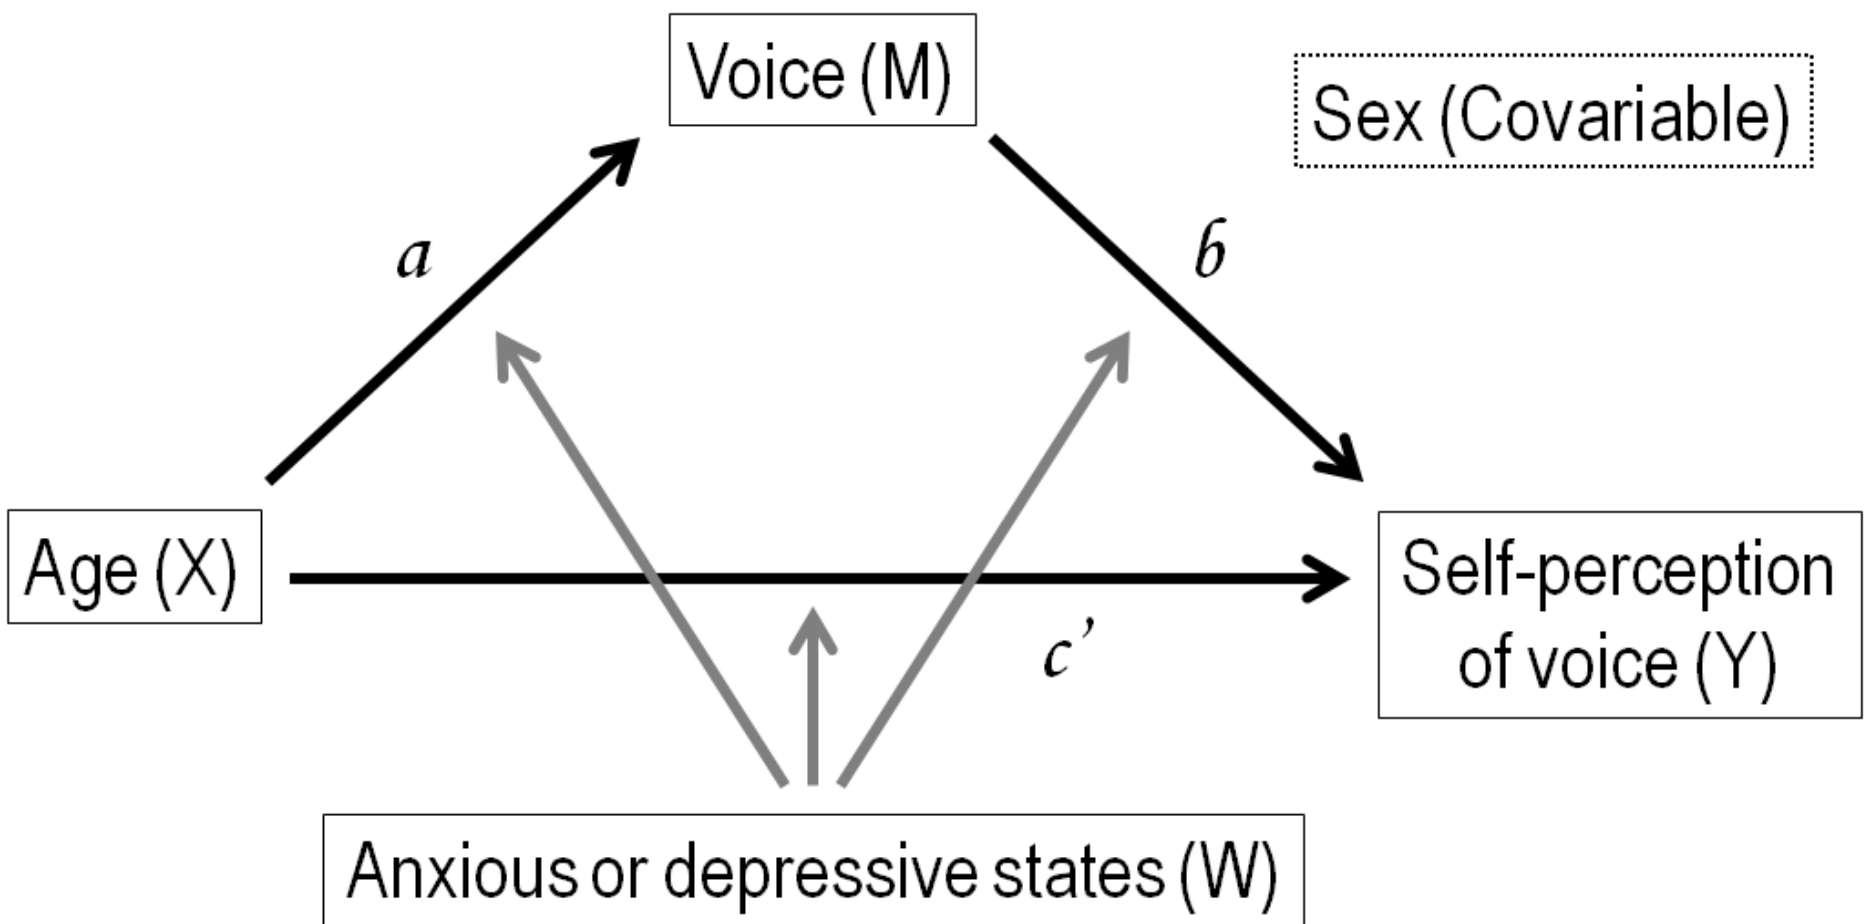 Voice (M)
Sex (Covariable)
a
b
Age (X)
Self-perception
of voice (Y)
c’
Anxious or depressive states (W)